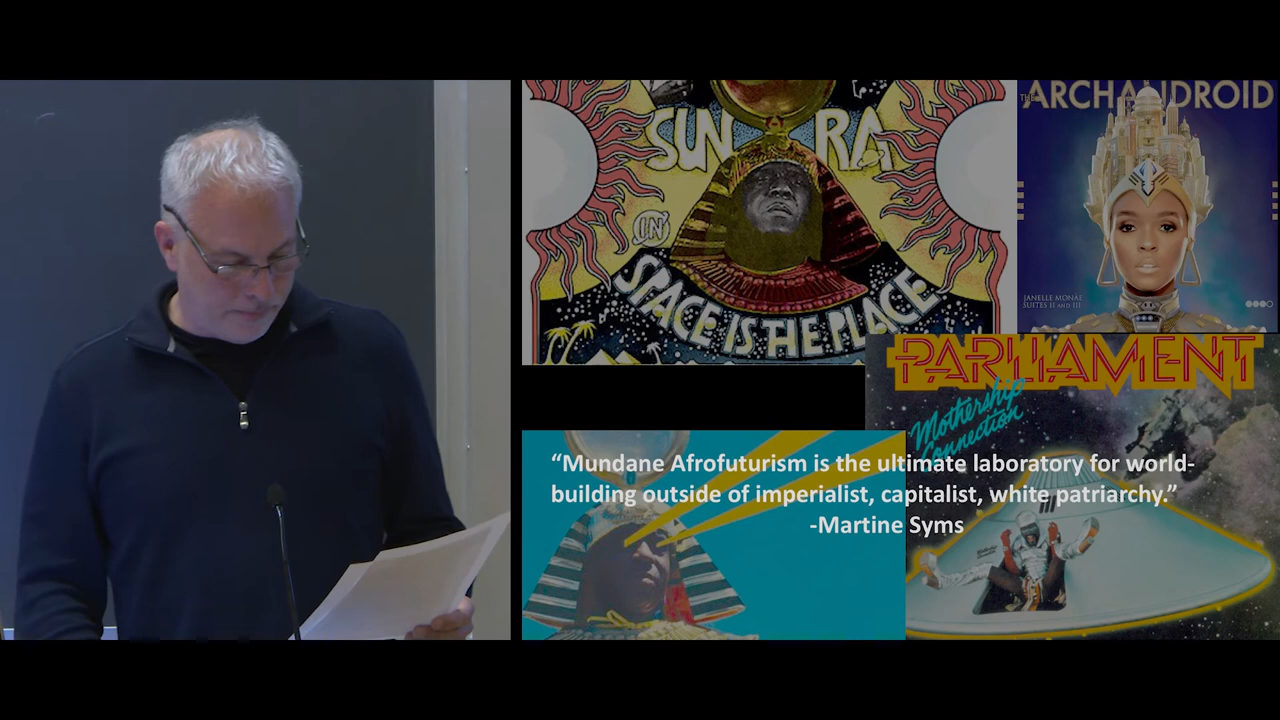 SUN RA
IN
SPACE IS THE PLACE
THE ARCHANDROID
JANELLE MONÁE
SUITES II AND III
PARLIAMENT
Mothership
Connection
“Mundane Afrofuturism is the ultimate laboratory for world-
building outside of imperialist, capitalist, white patriarchy.”
-Martine Syms